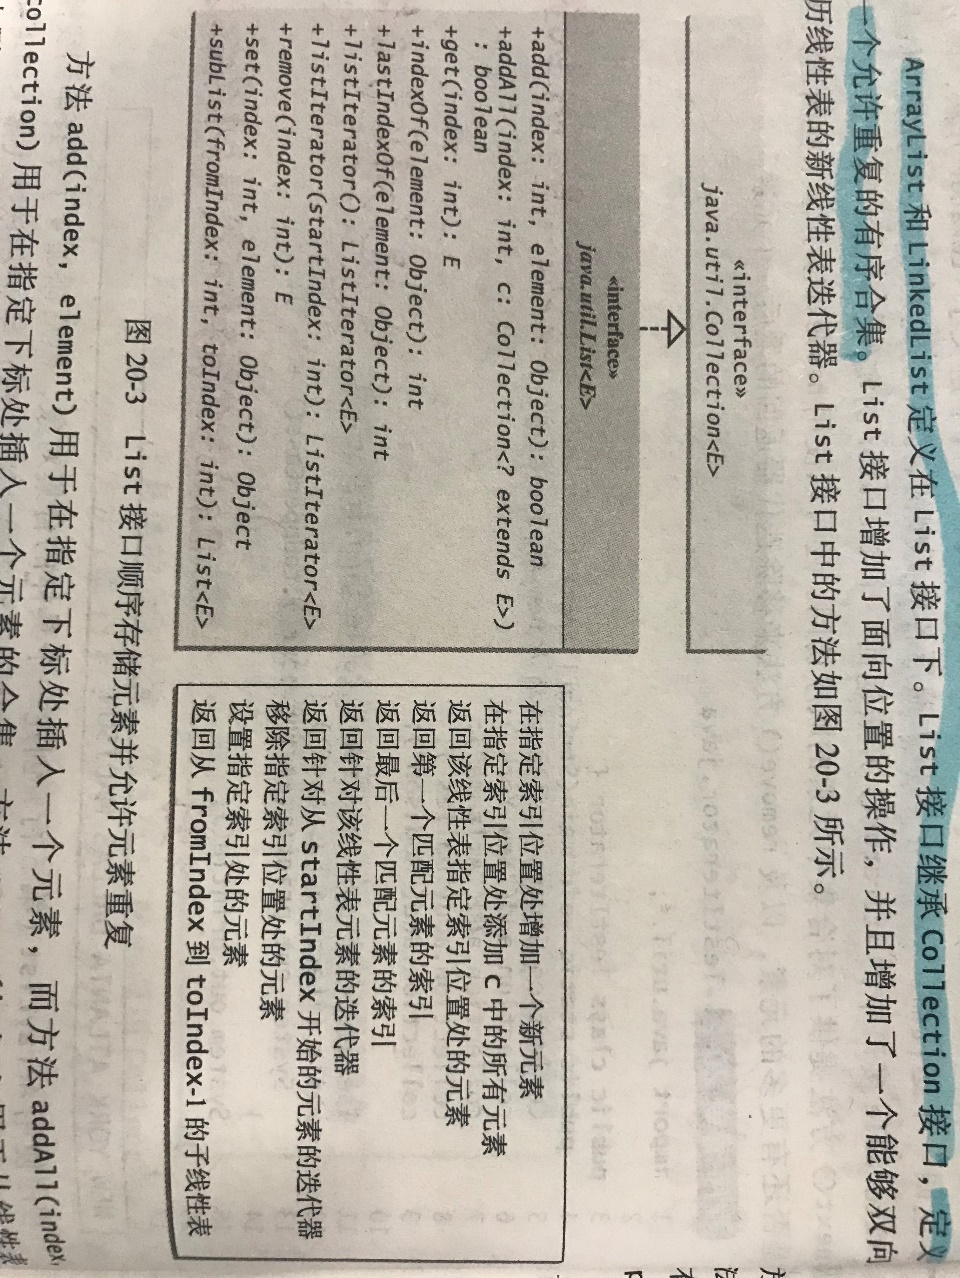 ArrayList 和 LinkedList 定义在 List 接口下。List 接口继承 Collection 接口，定义
一个允许重复的有序合集。List 接口增加了面向位置的操作，并且增加了一个能够双向
历线性表的新线性表迭代器。List 接口中的方法如图 20-3 所示。
«interface»
java.util.Collection<E>
«interface»
java.util.List<E>
+add(index: int, element: Object): boolean
+addAll(index: int, c: Collection<? extends E>)
: boolean
+get(index: int): E
+indexOf(element: Object): int
+lastIndexOf(element: Object): int
+listIterator(): ListIterator<E>
+listIterator(startIndex: int): ListIterator<E>
+remove(index: int): E
+set(index: int, element: Object): Object
+subList(fromIndex: int, toIndex: int): List<E>
在指定索引位置处增加一个新元素
在指定索引位置处添加 c 中的所有元素
返回该线性表指定索引位置处的元素
返回第一个匹配元素的索引
返回最后一个匹配元素的索引
返回针对该线性表元素的迭代器
返回针对从 startIndex 开始的元素的迭代器
移除指定索引位置处的元素
设置指定索引处的元素
返回从 fromIndex 到 toIndex-1 的子线性表
图 20-3 List 接口顺序存储元素并允许元素重复
方法 add(index, element) 用于在指定下标处插入一个元素，而方法 addAll(index,
collection) 用于在指定下标处插入一个元素的合集。方法